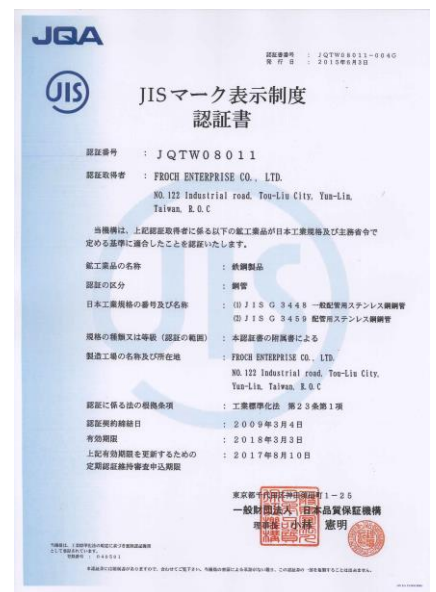 JQA
認証書番号 : JQTW08011-004G
発行日 : 2015年6月3日
JIS
JISマーク表示制度
認証書
認証番号 : JQTW08011
認証取得者 : FROCH ENTERPRISE CO., LTD.
NO. 122 Industrial road, Tou-Liu City, Yun-Lin,
Taiwan, R. O. C
当機構は、上記認証取得者に係る以下の鉱工業品が日本工業規格及び主務省令で
定める基準に適合したことを認証いたします。
鉱工業品の名称 : 鉄鋼製品
認証の区分 : 鋼管
日本工業規格の番号及び名称 : (1) JIS G 3448 一般配管用ステンレス鋼鋼管
(2) JIS G 3459 配管用ステンレス鋼鋼管
規格の種類又は等級（認証の範囲） : 本認証書の附属書による
製造工場の名称及び所在地 : FROCH ENTERPRISE CO., LTD.
NO. 122 Industrial road, Tou-Liu City,
Yun-Lin, Taiwan, R. O. C
認証に係る法の根拠条項 : 工業標準化法 第23条第1項
認証契約締結日 : 2009年3月4日
有効期限 : 2018年3月3日
上記有効期限を更新するための : 2017年8月10日
定期認証維持審査申込期限
東京都千代田区神田須田町1-25
一般財団法人 日本品質保証機構
理事長 小林 憲明